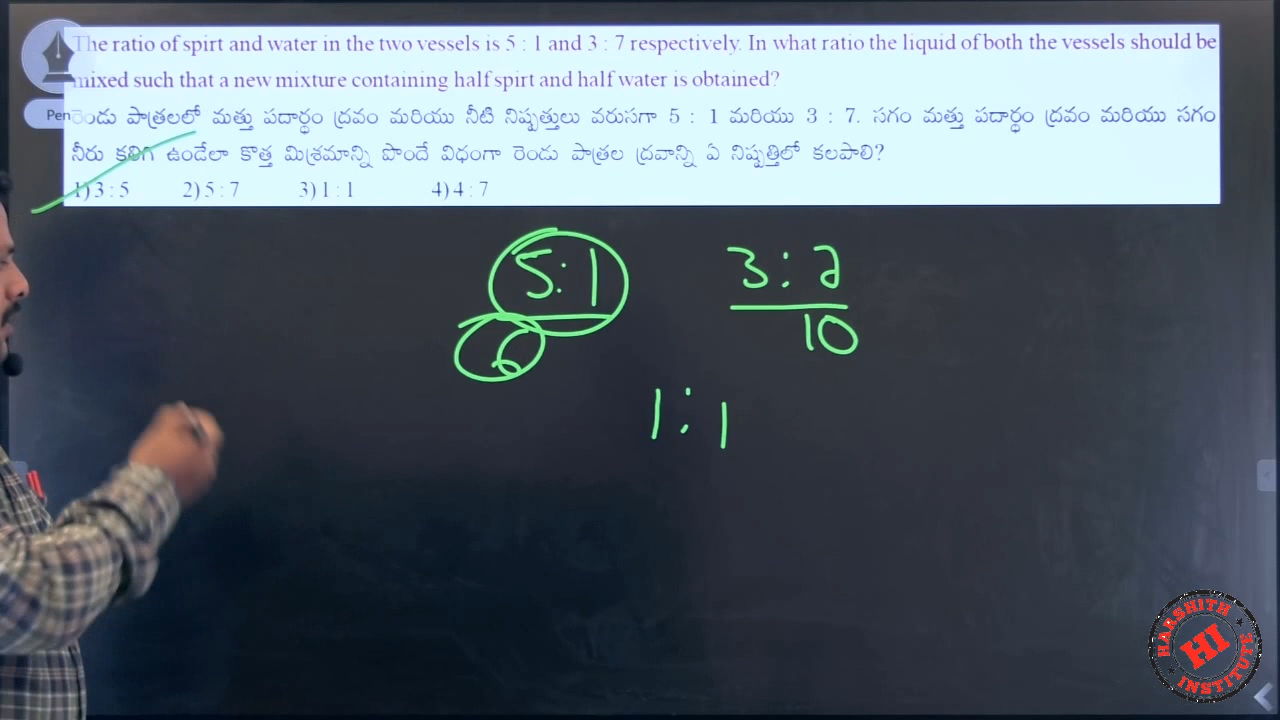 The ratio of spirt and water in the two vessels is 5 : 1 and 3 : 7 respectively. In what ratio the liquid of both the vessels should be
mixed such that a new mixture containing half spirt and half water is obtained?
Pen
రెండు పాత్రలలో మత్తు పదార్థం ద్రవం మరియు నీటి నిష్పత్తులు వరుసగా 5 : 1 మరియు 3 : 7. సగం మత్తు పదార్థం ద్రవం మరియు సగం
నీరు కలిగి ఉండేలా కొత్త మిశ్రమాన్ని పొందే విధంగా రెండు పాత్రల ద్రవాన్ని ఏ నిష్పత్తిలో కలపాలి?
1) 3 : 5 2) 5 : 7 3) 1 : 1 4) 4 : 7
5:1 3:7
6 10
1:1
HARSHITH
HI
INSTITUTE